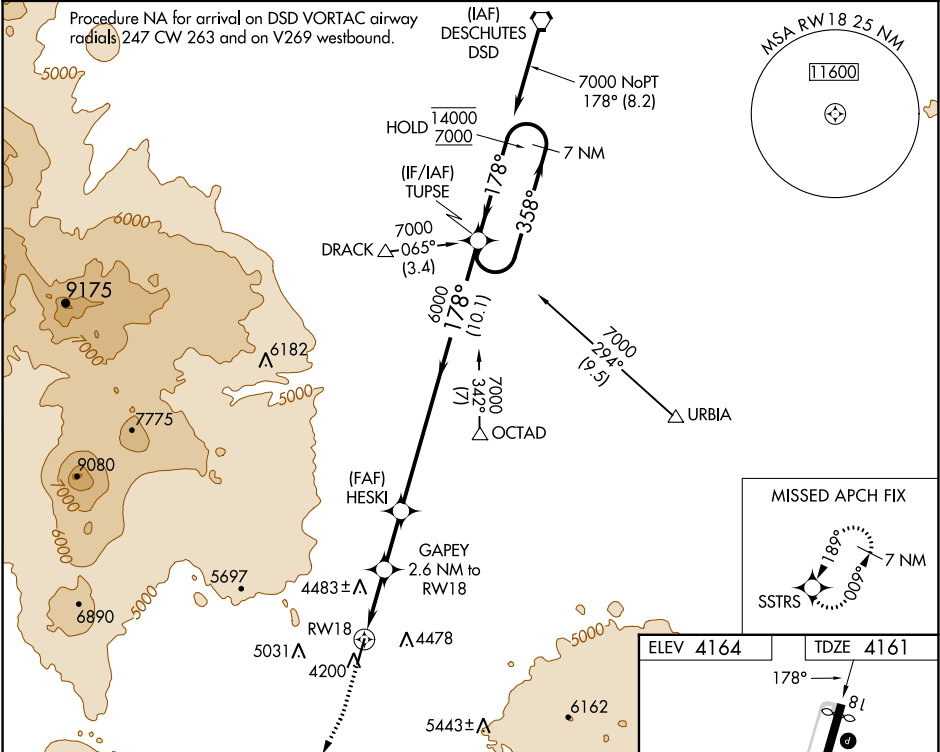 Procedure NA for arrival on DSD VORTAC airway
radials 247 CW 263 and on V269 westbound.
(IAF)
DESCHUTES
DSD
7000 NoPT
178° (8.2)
MSA RW18 25 NM
11600
HOLD 14000
7000
7 NM
178°
358°
(IF/IAF)
TUPSE
DRACK
7000
065°
(3.4)
6000
178°
(10.1)
7000
294°
(9.5)
URBIA
7000
342°
(7)
OCTAD
5000
6000
9175
7000
6182
5000
7775
9080
7000
6000
(FAF)
HESKI
GAPEY
2.6 NM to
RW18
4483±
5697
5000
6890
RW18
5031
4200
4478
5000
6162
5443±
MISSED APCH FIX
189°
009°
7 NM
SSTRS
ELEV 4164
TDZE 4161
178°
18
P